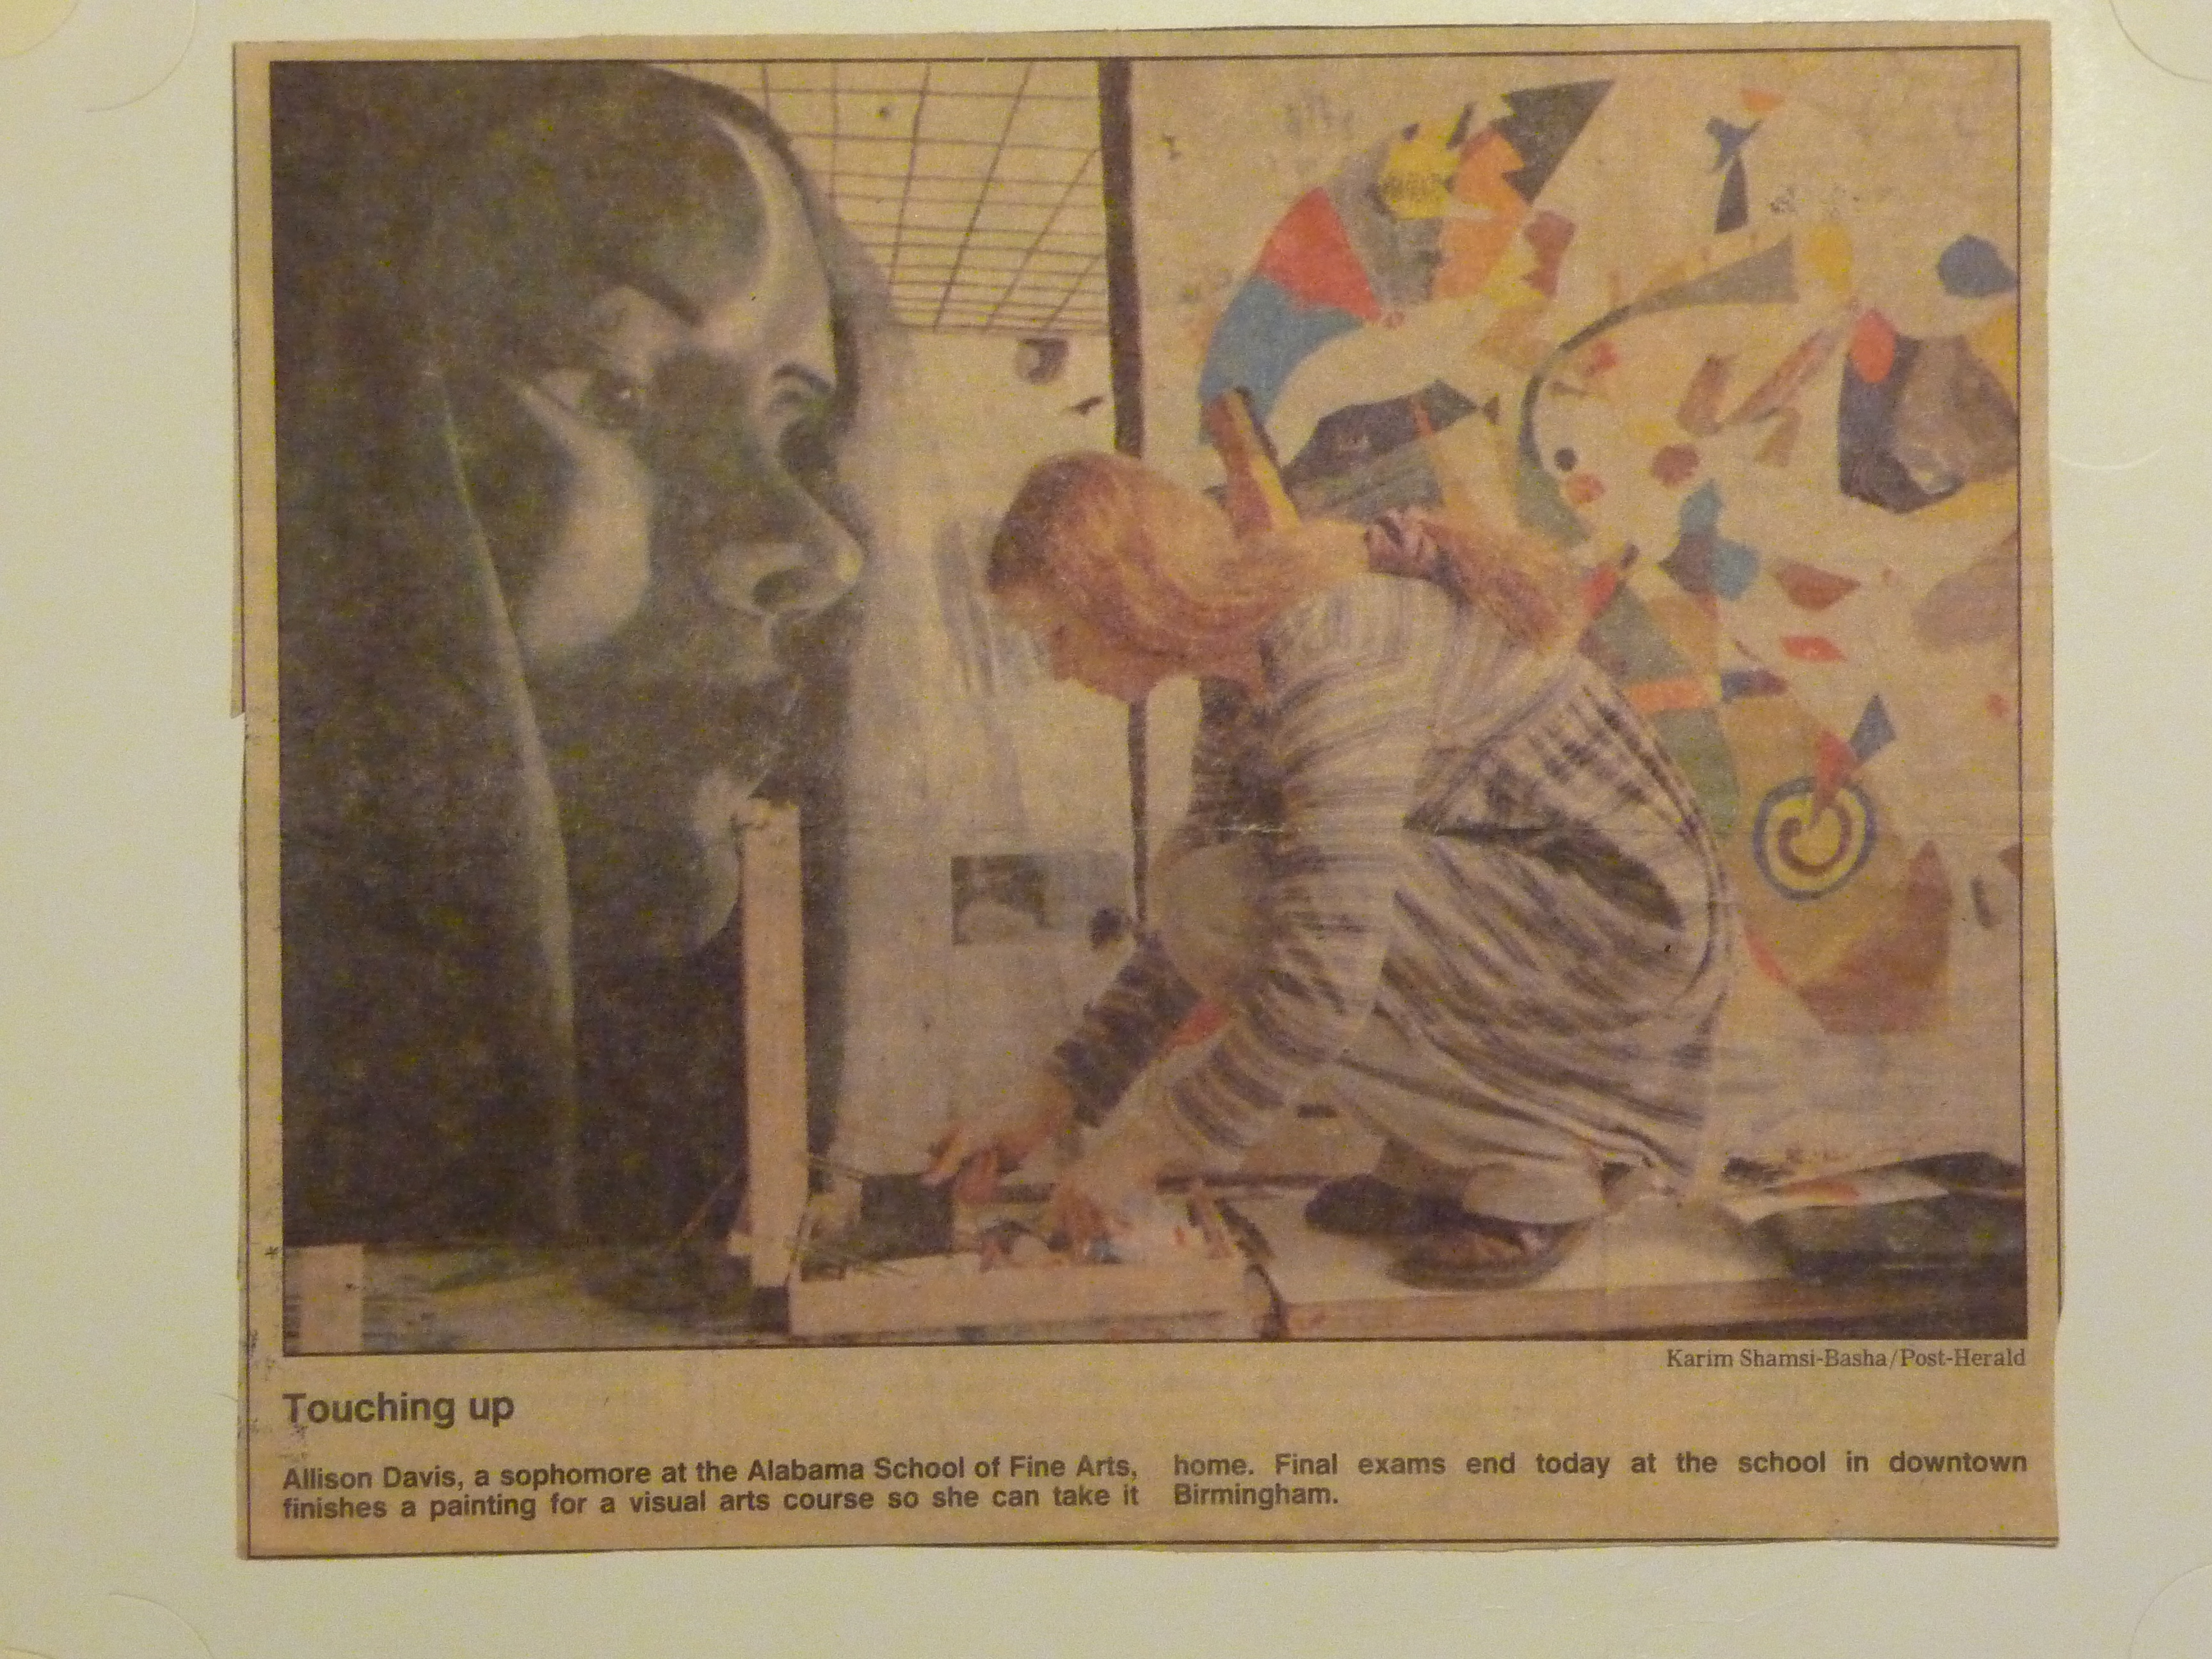 Karim Shamsi-Basha/Post-Herald
Touching up
Allison Davis, a sophomore at the Alabama School of Fine Arts,
finishes a painting for a visual arts course so she can take it
home. Final exams end today at the school in downtown
Birmingham.